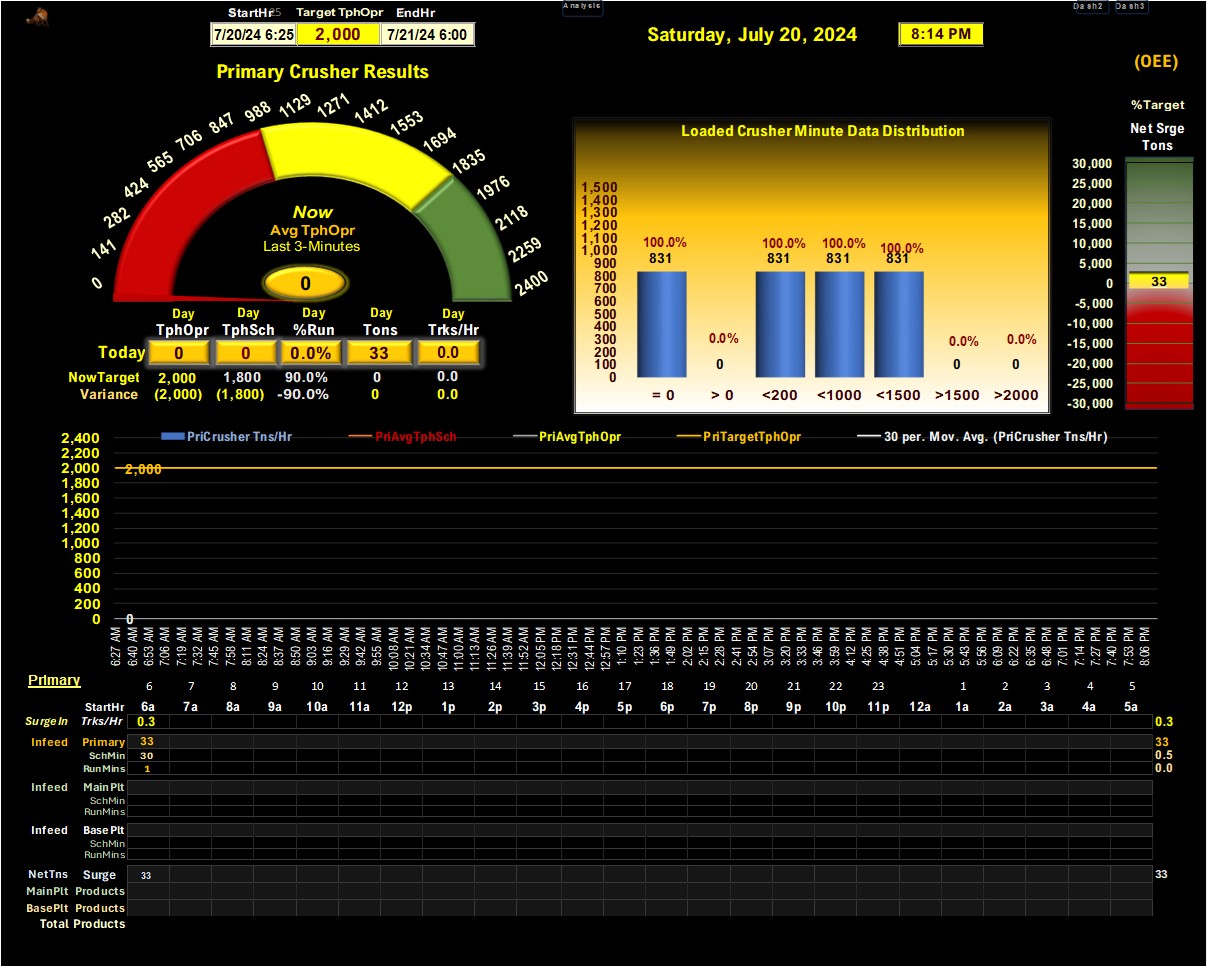 Analysis
Dash2 Dash3
StartHr 25 Target TphOpr EndHr
7/20/24 6:25 2,000 7/21/24 6:00
Saturday, July 20, 2024
8:14 PM
(OEE)
Primary Crusher Results
0 141 282 424 565 706 847 988 1129 1271 1412 1553 1694 1835 1976 2118 2259 2400
Now
Avg TphOpr
Last 3-Minutes
0
Day Day Day Day Day
TphOpr TphSch %Run Tons Trks/Hr
Today 0 0 0.0% 33 0.0
NowTarget 2,000 1,800 90.0% 0 0.0
Variance (2,000) (1,800) -90.0% 0 0.0
Loaded Crusher Minute Data Distribution
1,500
1,400
1,300
1,200
1,100
1,000
900
800
700
600
500
400
300
200
100
0
100.0% 0.0% 100.0% 100.0% 100.0% 0.0% 0.0%
831 0 831 831 831 0 0
= 0 > 0 <200 <1000 <1500 >1500 >2000
%Target
Net Srge
Tons
30,000
25,000
20,000
15,000
10,000
5,000
0
-5,000
-10,000
-15,000
-20,000
-25,000
-30,000
33
PriCrusher Tns/Hr PriAvgTphSch PriAvgTphOpr PriTargetTphOpr 30 per. Mov. Avg. (PriCrusher Tns/Hr)
2,400
2,200
2,000
1,800
1,600
1,400
1,200
1,000
800
600
400
200
0
2,000
0
6:27 AM 6:40 AM 6:53 AM 7:06 AM 7:19 AM 7:32 AM 7:45 AM 7:58 AM 8:11 AM 8:24 AM 8:37 AM 8:50 AM 9:03 AM 9:16 AM 9:29 AM 9:42 AM 9:55 AM 10:08 AM 10:21 AM 10:34 AM 10:47 AM 11:00 AM 11:13 AM 11:26 AM 11:39 AM 11:52 AM 12:05 PM 12:18 PM 12:31 PM 12:44 PM 12:57 PM 1:10 PM 1:23 PM 1:36 PM 1:49 PM 2:02 PM 2:15 PM 2:28 PM 2:41 PM 2:54 PM 3:07 PM 3:20 PM 3:33 PM 3:46 PM 3:59 PM 4:12 PM 4:25 PM 4:38 PM 4:51 PM 5:04 PM 5:17 PM 5:30 PM 5:43 PM 5:56 PM 6:09 PM 6:22 PM 6:35 PM 6:48 PM 7:01 PM 7:14 PM 7:27 PM 7:40 PM 7:53 PM 8:06 PM
Primary
6 7 8 9 10 11 12 13 14 15 16 17 18 19 20 21 22 23 1 2 3 4 5
StartHr 6a 7a 8a 9a 10a 11a 12p 1p 2p 3p 4p 5p 6p 7p 8p 9p 10p 11p 12a 1a 2a 3a 4a 5a
SurgeIn Trks/Hr 0.3 0.3
Infeed Primary 33 33
SchMin 30 0.5
RunMins 1 0.0
Infeed Main Plt
SchMin
RunMins
Infeed Base Plt
SchMin
RunMins
NetTns Surge 33 33
MainPlt Products
BasePlt Products
Total Products